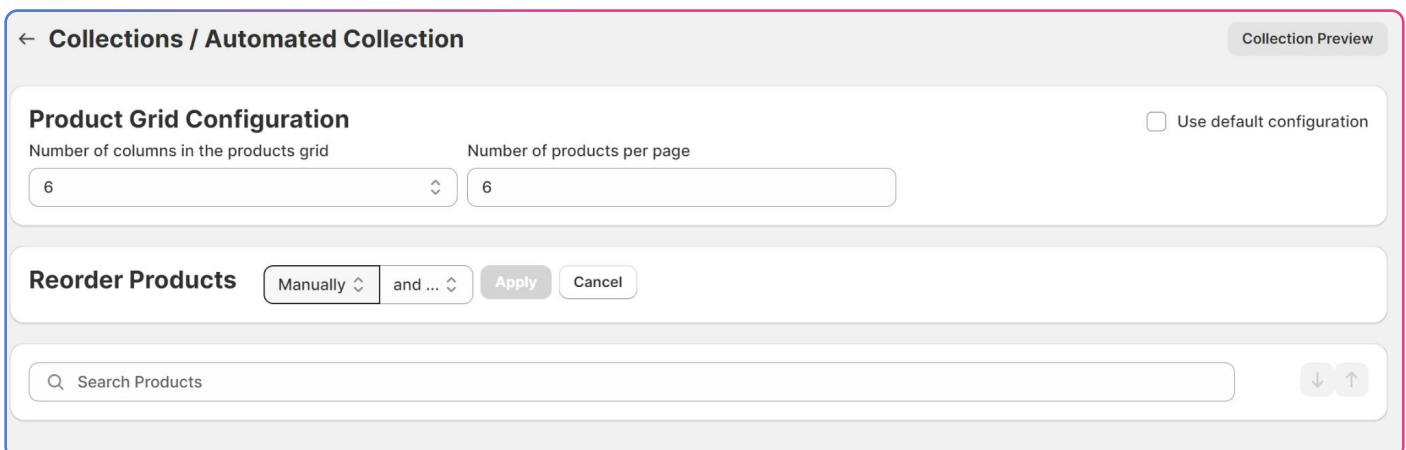 ← Collections / Automated Collection
Collection Preview
Product Grid Configuration
Use default configuration
Number of columns in the products grid
Number of products per page
6
6
Reorder Products
Manually
and ...
Apply
Cancel
Search Products
↓ ↑